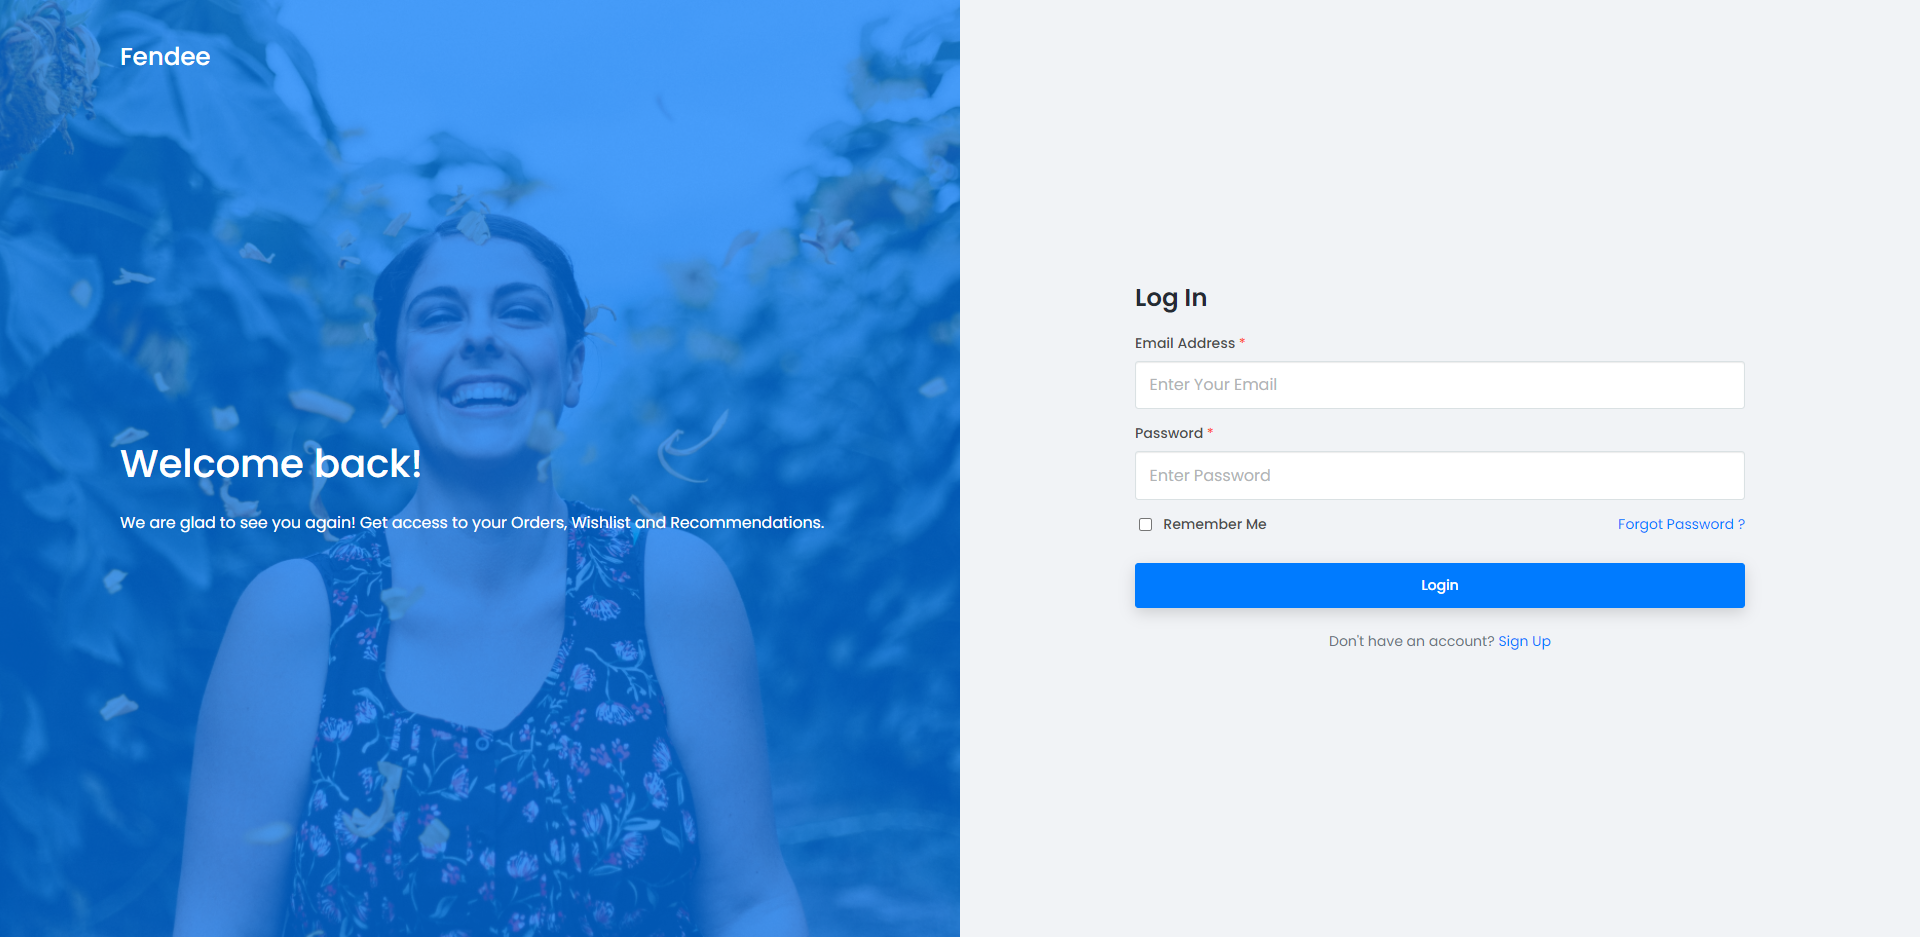 Fendee
Welcome back!
We are glad to see you again! Get access to your Orders, Wishlist and Recommendations.
Log In
Email Address *
Enter Your Email
Password *
Enter Password
Remember Me
Forgot Password ?
Login
Don't have an account? Sign Up